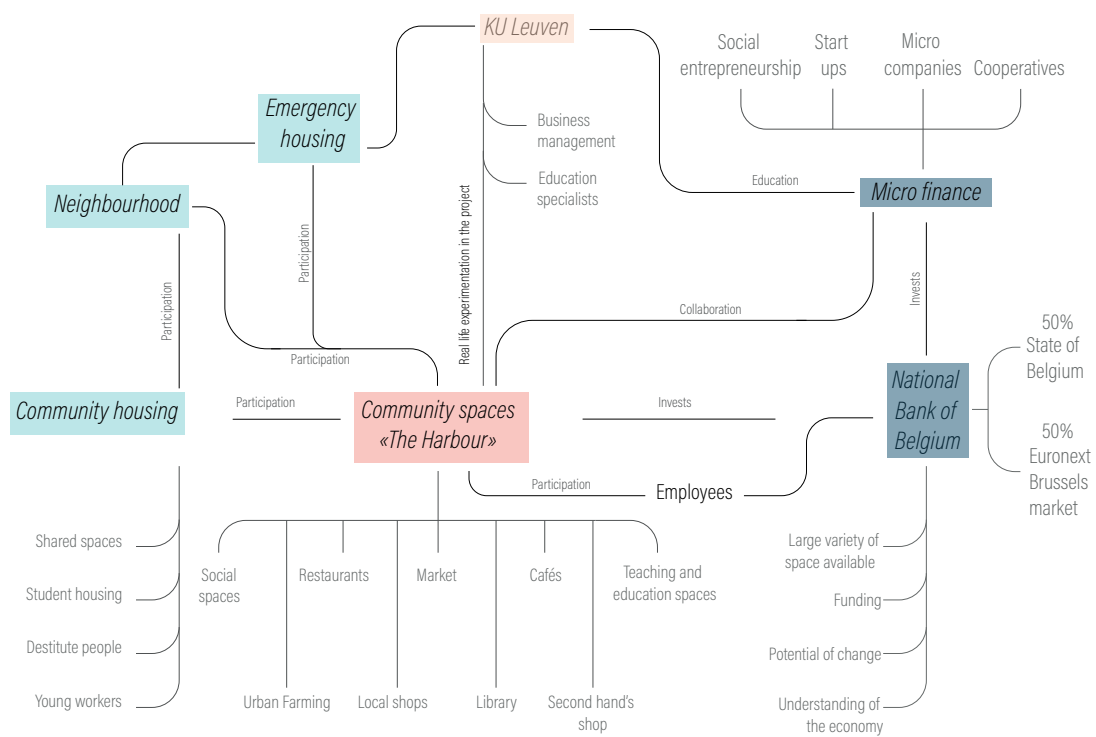 KU Leuven
Social
entrepreneurship
Start
ups
Micro
companies
Cooperatives
Emergency
housing
Business
management
Education
specialists
Education
Micro finance
Neighbourhood
Participation
Participation
Real life experimentation in the project
Collaboration
Invests
Participation
50%
State of
Belgium
National
Bank of
Belgium
50%
Euronext
Brussels
market
Community housing
Participation
Community spaces
«The Harbour»
Invests
Participation
Employees
Shared spaces
Student housing
Destitute people
Young workers
Social
spaces
Restaurants
Market
Cafés
Teaching and
education spaces
Urban Farming
Local shops
Library
Second hand's
shop
Large variety of
space available
Funding
Potential of change
Understanding of
the economy